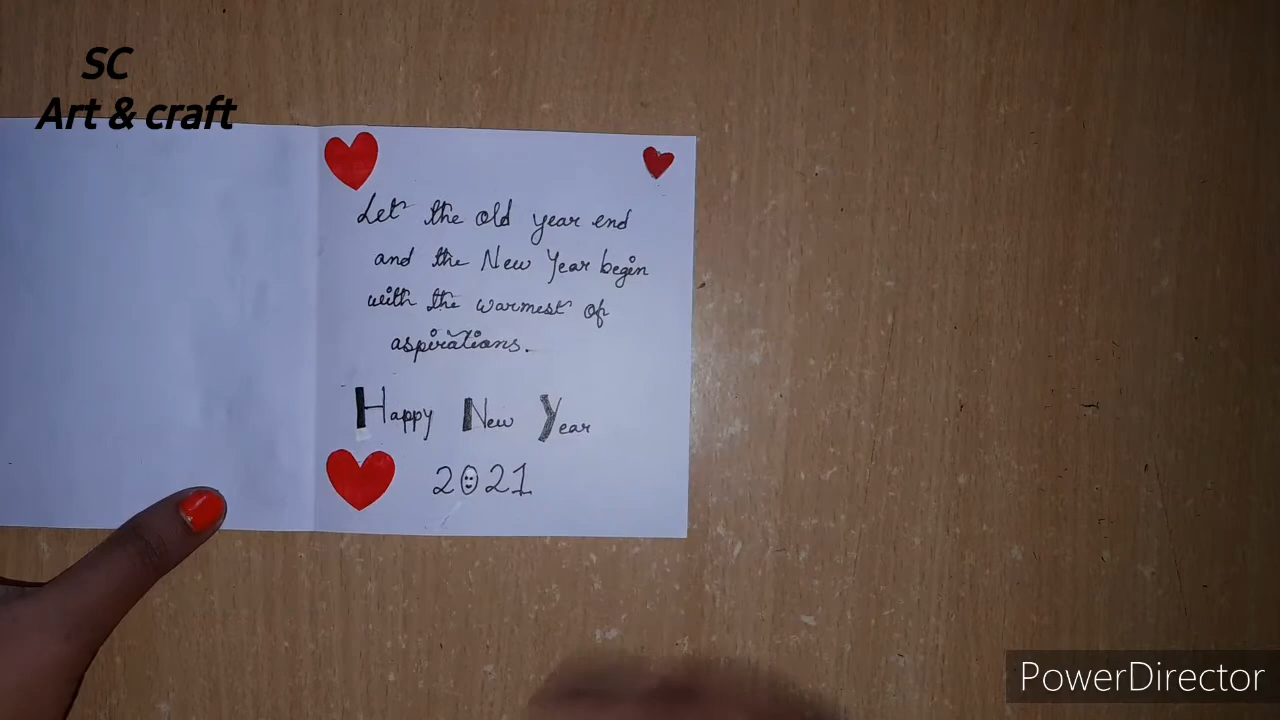 SC
Art & craft
Let the old year end
and the New Year begin
with the warmest of
aspirations.
Happy New Year
2021
PowerDirector